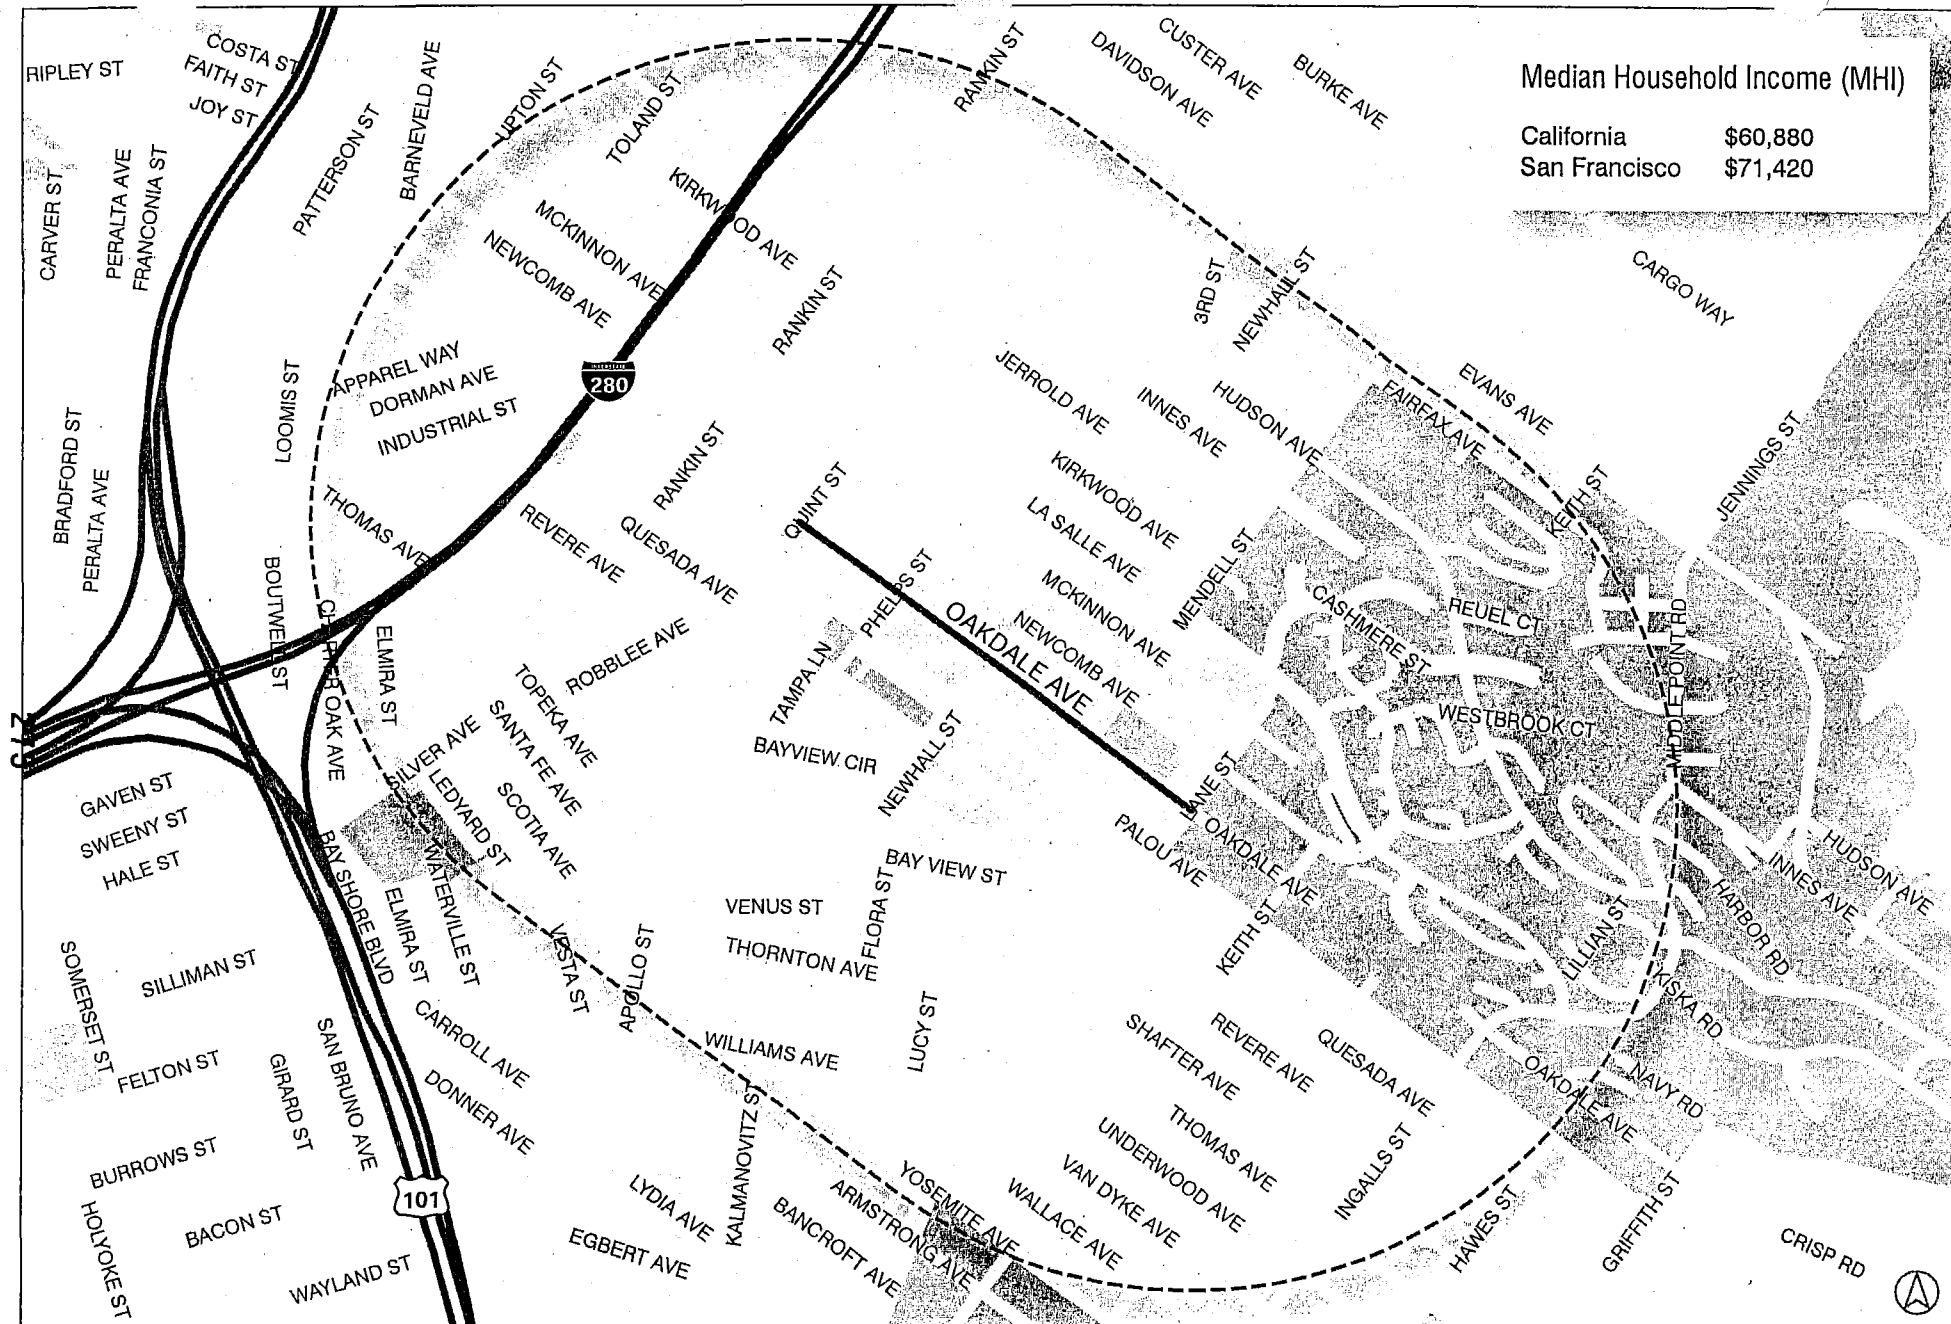 Median Household Income (MHI)
California $60,880
San Francisco $71,420
RIPLEY ST
COSTA ST
FAITH ST
JOY ST
CARVER ST
PERALTA AVE
FRANCONIA ST
PATTERSON ST
BARNEVELD AVE
UPTON ST
TOLAND ST
RANKIN ST
CUSTER AVE
DAVIDSON AVE
BURKE AVE
KIRKWOOD AVE
MCKINNON AVE
NEWCOMB AVE
RANKIN ST
3RD ST
NEWHALL ST
CARGO WAY
APPAREL WAY
DORMAN AVE
INDUSTRIAL ST
LOOMIS ST
INTERSTATE
280
JERROLD AVE
INNES AVE
HUDSON AVE
FAIRFAX AVE
EVANS AVE
JENNINGS ST
BRADFORD ST
PERALTA AVE
THOMAS AVE
REVERE AVE
RANKIN ST
QUESADA AVE
QUINT ST
KIRKWOOD AVE
LA SALLE AVE
MCKINNON AVE
NEWCOMB AVE
KEITH ST
MENDELL ST
PHELPS ST
OAKDALE AVE
CASHMERE ST
REUEL CT
WESTBROOK CT
MIDDLE POINT RD
BOUTWELL ST
CHARTER OAK AVE
ELMIRA ST
ROBBLEE AVE
TOPEKA AVE
SANTA FE AVE
SILVER AVE
LEDYARD ST
SCOTIA AVE
TAMPA LN
BAYVIEW CIR
NEWHALL ST
LANE ST
PALOU AVE
OAKDALE AVE
GAVEN ST
SWEENY ST
HALE ST
BAY SHORE BLVD
ELMIRA ST
WATERVILLE ST
BAY VIEW ST
VENUS ST
FLORA ST
THORNTON AVE
KEITH ST
LILLIAN ST
HARBOR RD
INNES AVE
HUDSON AVE
KISKA RD
SOMERSET ST
SILLIMAN ST
VESTA ST
APOLLO ST
WILLIAMS AVE
LUCY ST
SHAFTER AVE
REVERE AVE
QUESADA AVE
OAKDALE AVE
NAVY RD
FELTON ST
GIRARD ST
SAN BRUNO AVE
CARROLL AVE
DONNER AVE
KALMANOVITZ ST
THOMAS AVE
UNDERWOOD AVE
VAN DYKE AVE
WALLACE AVE
INGALLS ST
YOSEMITE AVE
ARMSTRONG AVE
BANCROFT AVE
HAWES ST
GRIFFITH ST
CRISP RD
BURROWS ST
HOLYOKE ST
BACON ST
WAYLAND ST
101
LYDIA AVE
EGBERT AVE